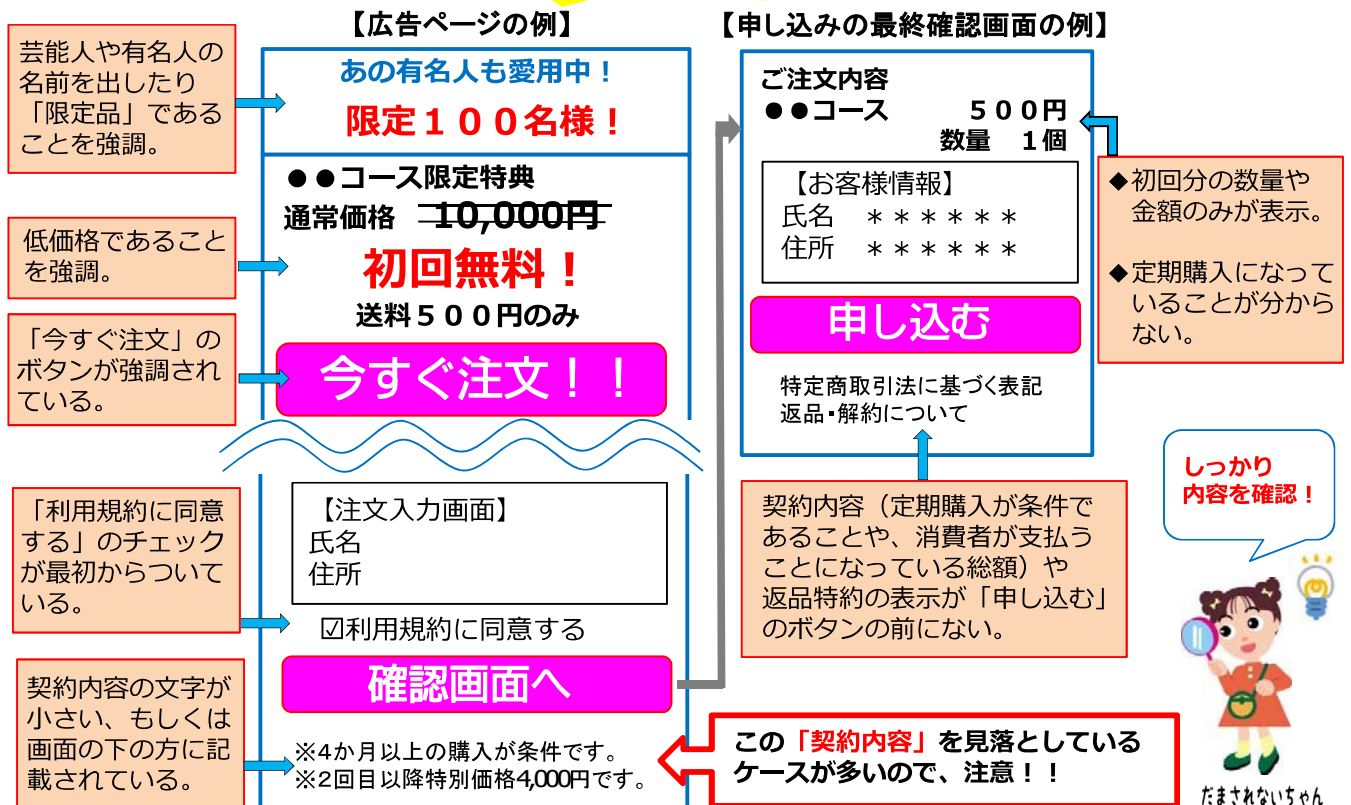 【広告ページの例】
芸能人や有名人の
名前を出したり
「限定品」である
ことを強調。
あの有名人も愛用中！
限定１００名様！
●●コース限定特典
通常価格 10,000円
初回無料！
送料５００円のみ
低価格であること
を強調。
今すぐ注文！！
「今すぐ注文」の
ボタンが強調され
ている。
【注文入力画面】
氏名
住所
☑利用規約に同意する
「利用規約に同意
する」のチェック
が最初からついて
いる。
確認画面へ
※4か月以上の購入が条件です。
※2回目以降特別価格4,000円です。
契約内容の文字が
小さい、もしくは
画面の下の方に記
載されている。
この「契約内容」を見落としている
ケースが多いので、注意！！
【申し込みの最終確認画面の例】
ご注文内容
●●コース ５００円
数量 １個
【お客様情報】
氏名 ＊＊＊＊＊＊
住所 ＊＊＊＊＊＊
申し込む
特定商取引法に基づく表記
返品・解約について
◆初回分の数量や
金額のみが表示。
◆定期購入になって
いることが分から
ない。
契約内容（定期購入が条件で
あることや、消費者が支払う
ことになっている総額）や
返品特約の表示が「申し込む」
のボタンの前にない。
しっかり
内容を確認！
だまされないちゃん